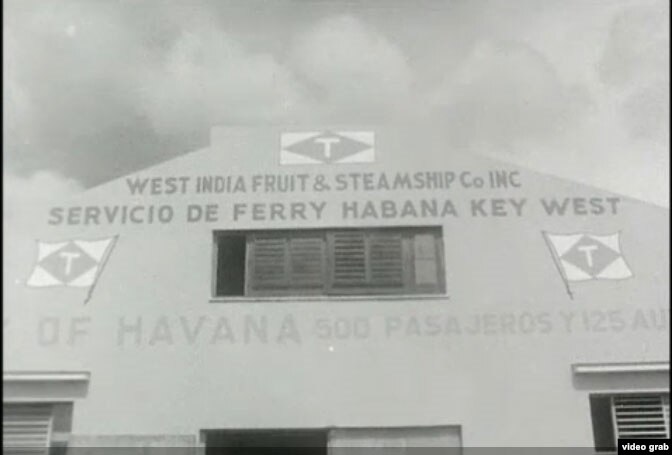 T
WEST INDIA FRUIT & STEAMSHIP Co INC
SERVICIO DE FERRY HABANA KEY WEST
T T
OF HAVANA 500 PASAJEROS Y 125 AU
video grab